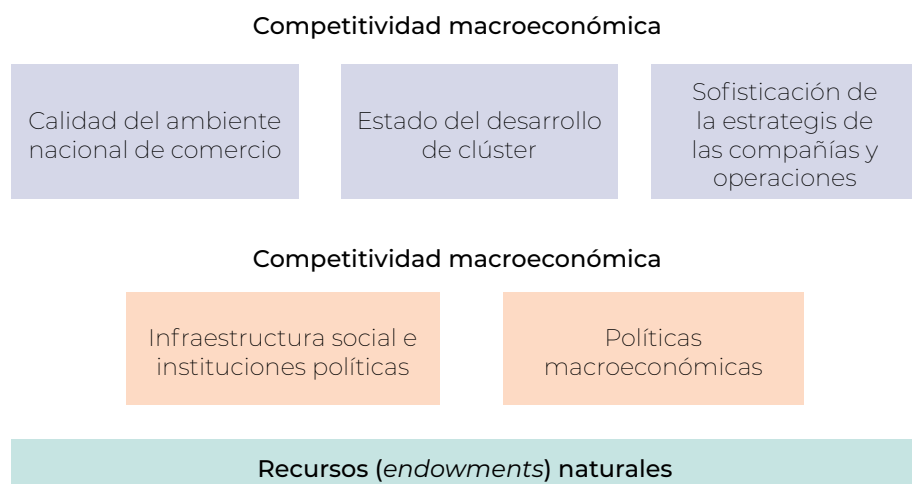 Competitividad macroeconómica
Calidad del ambiente
nacional de comercio
Estado del desarrollo
de clúster
Sofisticación de
la estrategis de
las compañías y
operaciones
Competitividad macroeconómica
Infraestructura social e
instituciones políticas
Políticas
macroeconómicas
Recursos (endowments) naturales